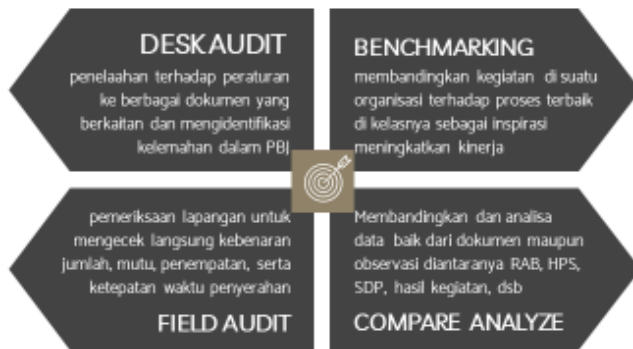 DESK AUDIT
penelaahan terhadap peraturan
ke berbagai dokumen yang
berkaitan dan mengidentifikasi
kelemahan dalam PBJ
BENCHMARKING
membandingkan kegiatan di suatu
organisasi terhadap proses terbaik
di kelasnya sebagai inspirasi
meningkatkan kinerja
pemeriksaan lapangan untuk
mengecek langsung kebenaran
jumlah, mutu, penempatan, serta
ketepatan waktu penyerahan
FIELD AUDIT
Membandingkan dan analisa
data baik dari dokumen maupun
observasi diantaranya RAB, HPS,
SDP, hasil kegiatan, dsb
COMPARE ANALYZE